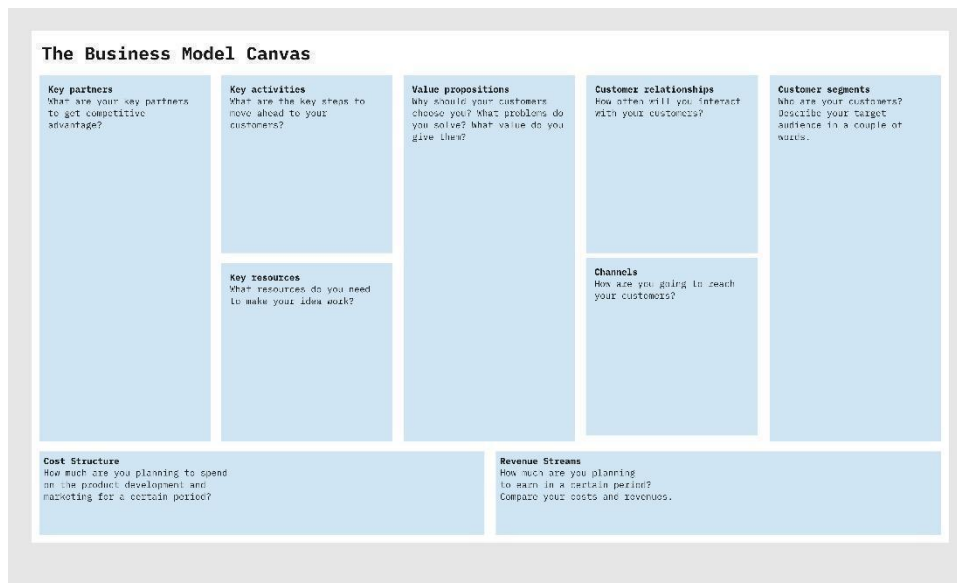 The Business Model Canvas
Key partners
What are your key partners
to get competitive
advantage?
Key activities
What are the key steps to
move ahead to your
customers?
Key resources
What resources do you need
to make your idea work?
Value propositions
Why should your customers
choose you? What problems do
you solve? What value do you
give them?
Customer relationships
How often will you interact
with your customers?
Channels
How are you going to reach
your customers?
Customer segments
Who are your customers?
Describe your target
audience in a couple of
words.
Cost Structure
How much are you planning to spend
on the product development and
marketing for a certain period?
Revenue Streams
How much are you planning
to earn in a certain period?
Compare your costs and revenues.